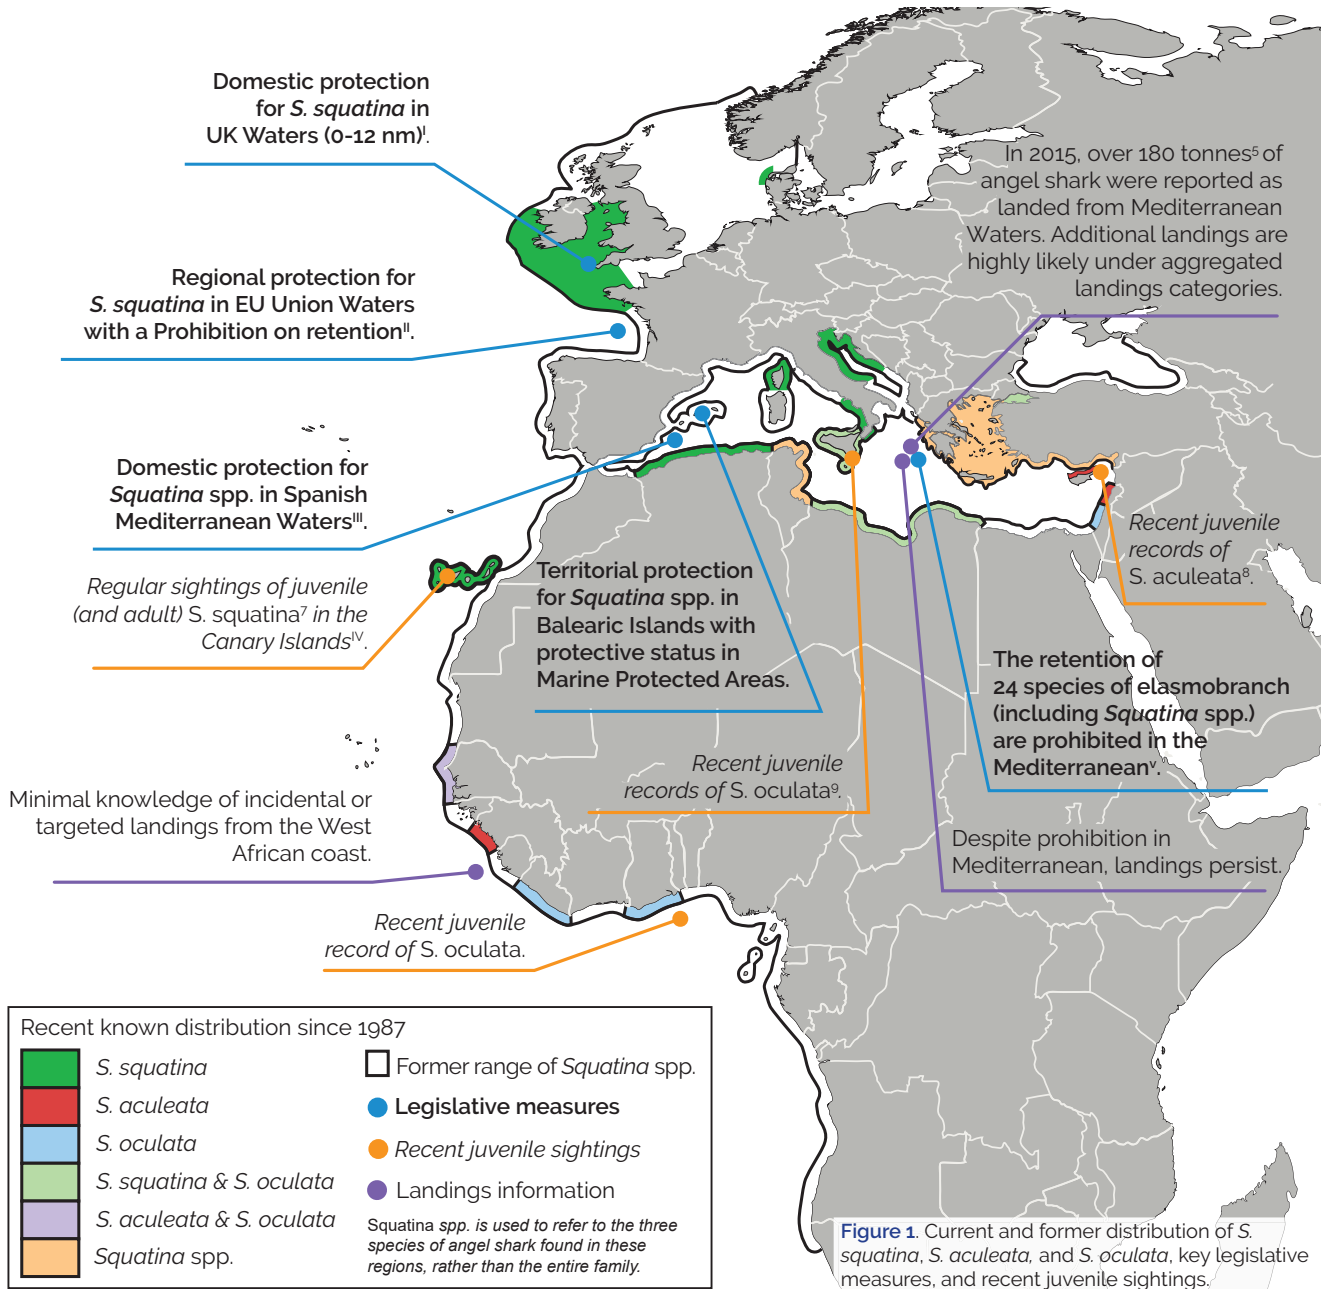 Domestic protection
for S. squatina in
UK Waters (0-12 nm)ᴵ.
In 2015, over 180 tonnes⁵ of
angel shark were reported as
landed from Mediterranean
Waters. Additional landings are
highly likely under aggregated
landings categories.
Regional protection for
S. squatina in EU Union Waters
with a Prohibition on retentionᴵᴵ.
Domestic protection for
Squatina spp. in Spanish
Mediterranean Watersᴵᴵᴵ.
Regular sightings of juvenile
(and adult) S. squatina⁷ in the
Canary Islandsᴵⱽ.
Territorial protection
for Squatina spp. in
Balearic Islands with
protective status in
Marine Protected Areas.
Recent juvenile
records of
S. aculeata⁸.
The retention of
24 species of elasmobranch
(including Squatina spp.)
are prohibited in the
Mediterraneanᵛ.
Recent juvenile
records of S. oculata⁹.
Minimal knowledge of incidental or
targeted landings from the West
African coast.
Despite prohibition in
Mediterranean, landings persist.
Recent juvenile
record of S. oculata.
Recent known distribution since 1987
S. squatina
S. aculeata
S. oculata
S. squatina & S. oculata
S. aculeata & S. oculata
Squatina spp.
Former range of Squatina spp.
Legislative measures
Recent juvenile sightings
Landings information
Squatina spp. is used to refer to the three
species of angel shark found in these
regions, rather than the entire family.
Figure 1. Current and former distribution of S.
squatina, S. aculeata, and S. oculata, key legislative
measures, and recent juvenile sightings.